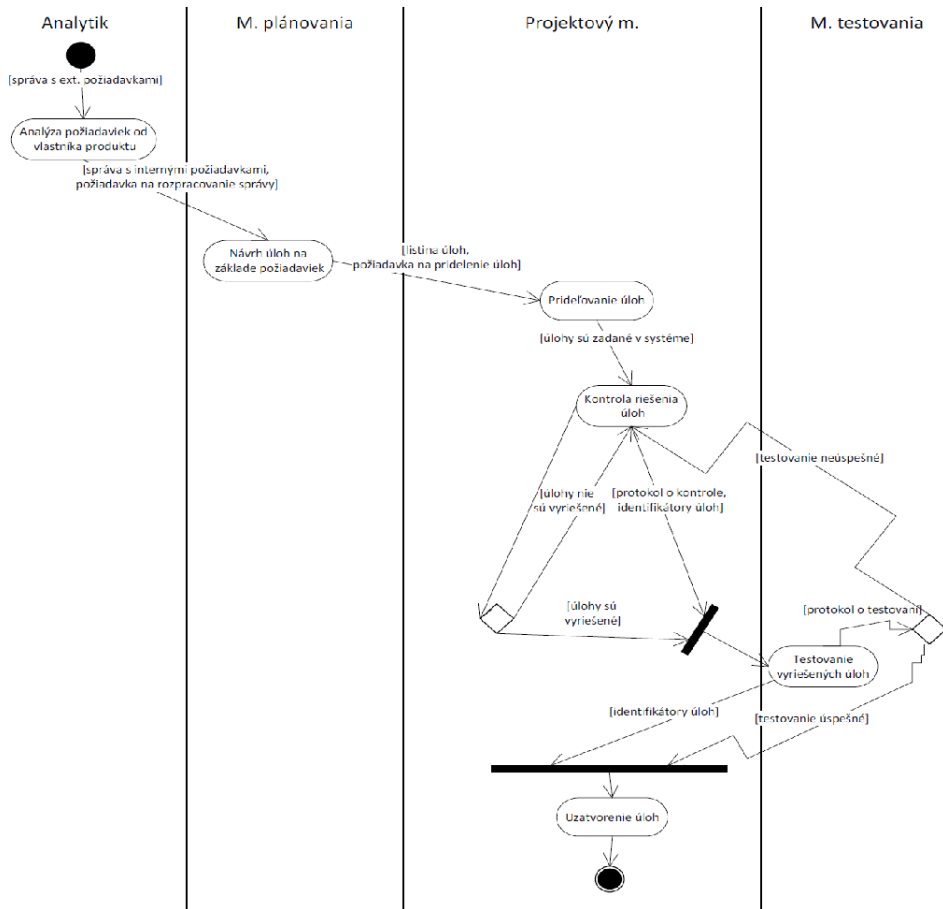 Analytik
M. plánovania
Projektový m.
M. testovania
[správa s ext. požiadavkami]
Analýza požiadaviek od
vlastníka produktu
[správa s internými požiadavkami,
požiadavka na rozpracovanie správy]
Návrh úloh na
základe požiadaviek
[listina úloh,
požiadavka na pridelenie úloh]
Prideľovanie úloh
[úlohy sú zadané v systéme]
Kontrola riešenia
úloh
[testovanie neúspešné]
[úlohy nie
sú vyriešené]
[protokol o kontrole,
identifikátory úloh]
[úlohy sú
vyriešené]
[protokol o testovaní]
Testovanie
vyriešených úloh
[identifikátory úloh]
[testovanie úspešné]
Uzatvorenie úloh